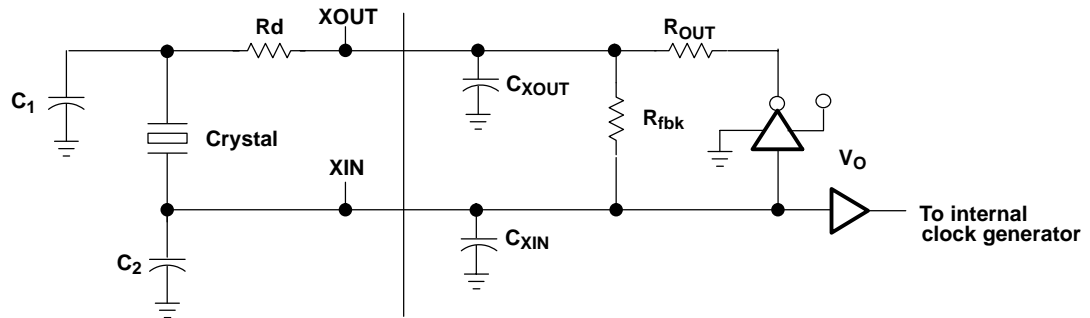 XOUT
Rd
ROUT
C1
CXOUT
Rfbk
Crystal
XIN
VO
CXIN
C2
To internal
clock generator